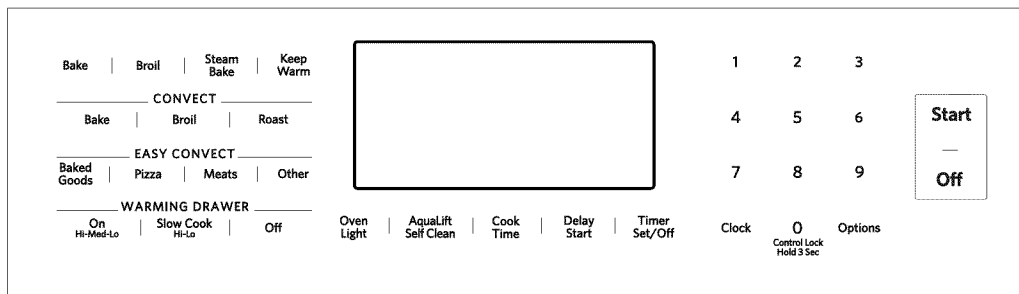 Bake Broil Steam Bake Keep Warm
CONVECT
Bake Broil Roast
EASY CONVECT
Baked Goods Pizza Meats Other
WARMING DRAWER
On Hi-Med-Lo Slow Cook Hi-Lo Off
Oven Light AquaLift Self Clean Cook Time Delay Start Timer Set/Off
1 2 3
4 5 6
7 8 9
Clock 0 Options
Control Lock
Hold 3 Sec
Start
Off